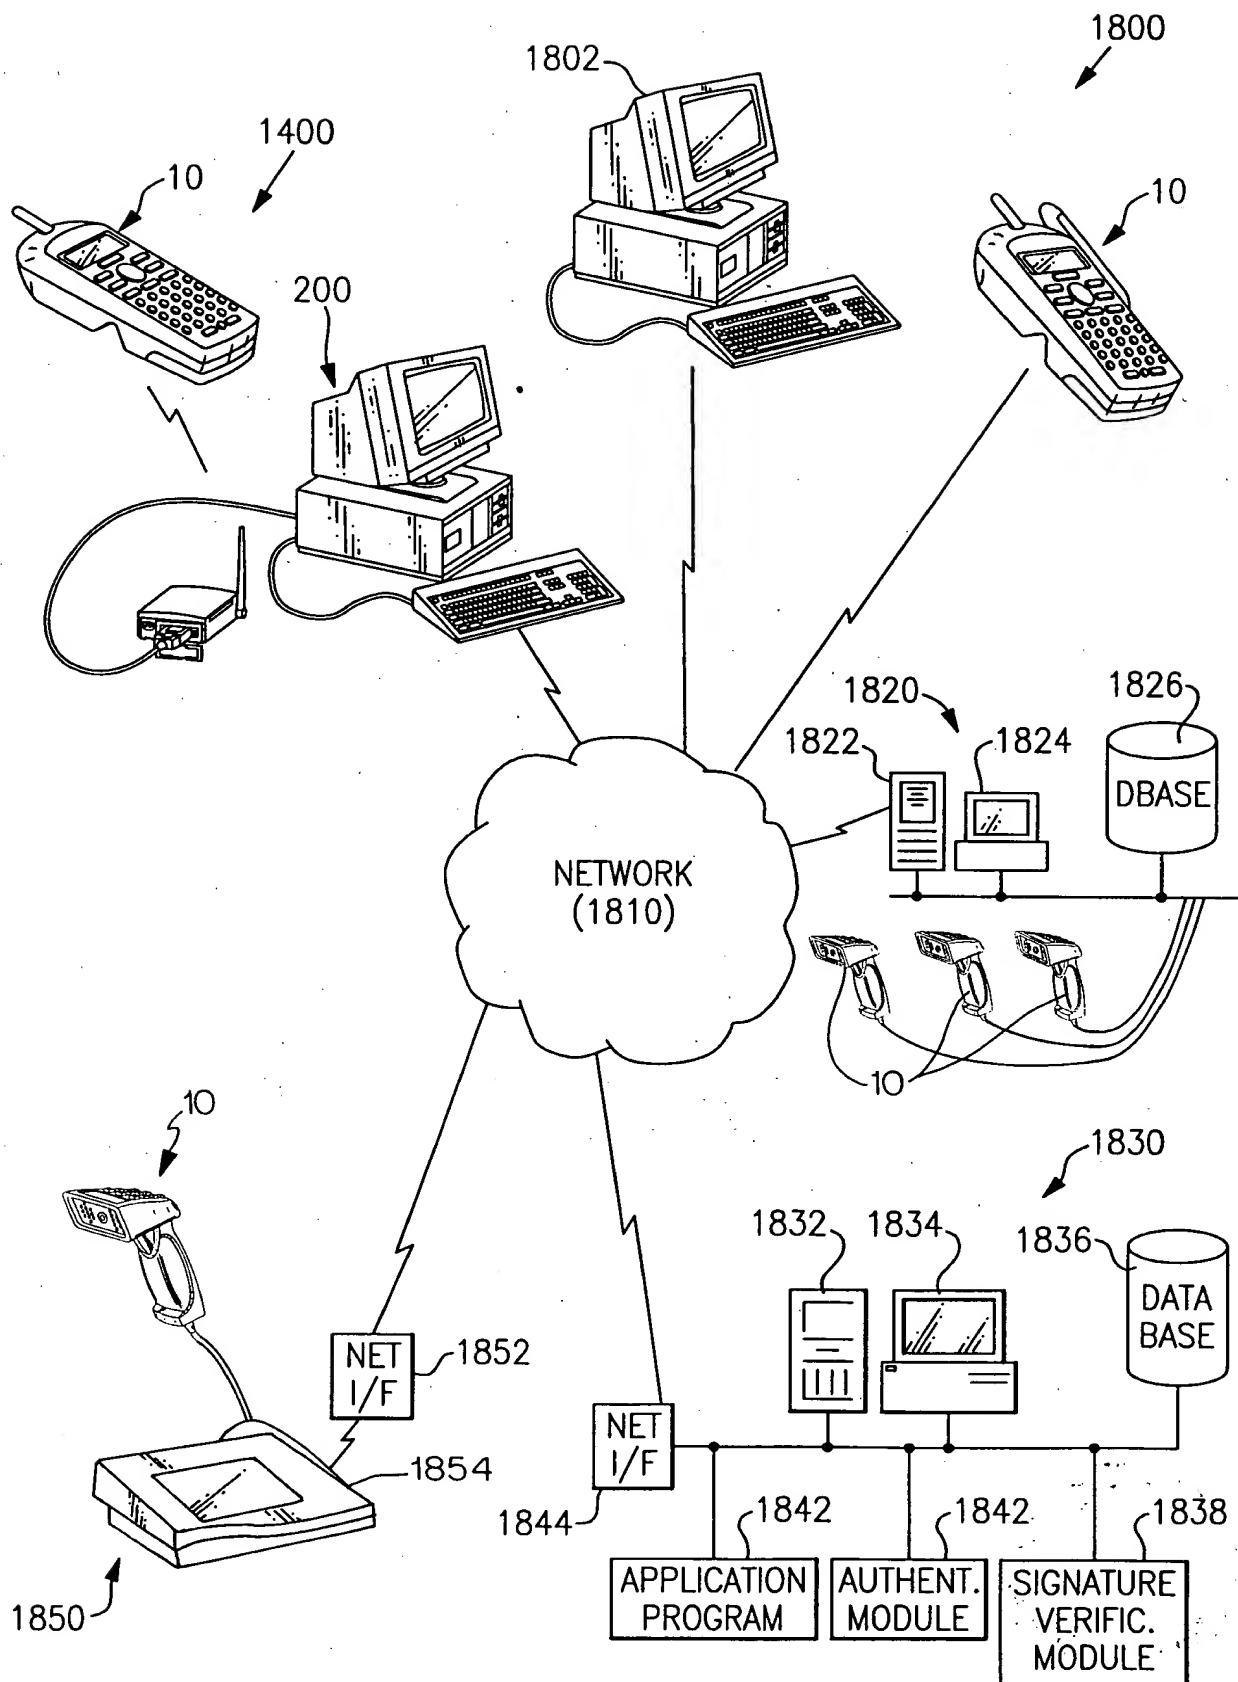 1800
1802
1400
10
10
200
1820
1826
1822
1824
DBASE
NETWORK
(1810)
10
10
1830
1832
1834
1836
DATA
BASE
NET
I/F
1852
NET
I/F
1854
1844
1842
1842
1838
1850
APPLICATION
PROGRAM
AUTHENT.
MODULE
SIGNATURE
VERIFIC.
MODULE